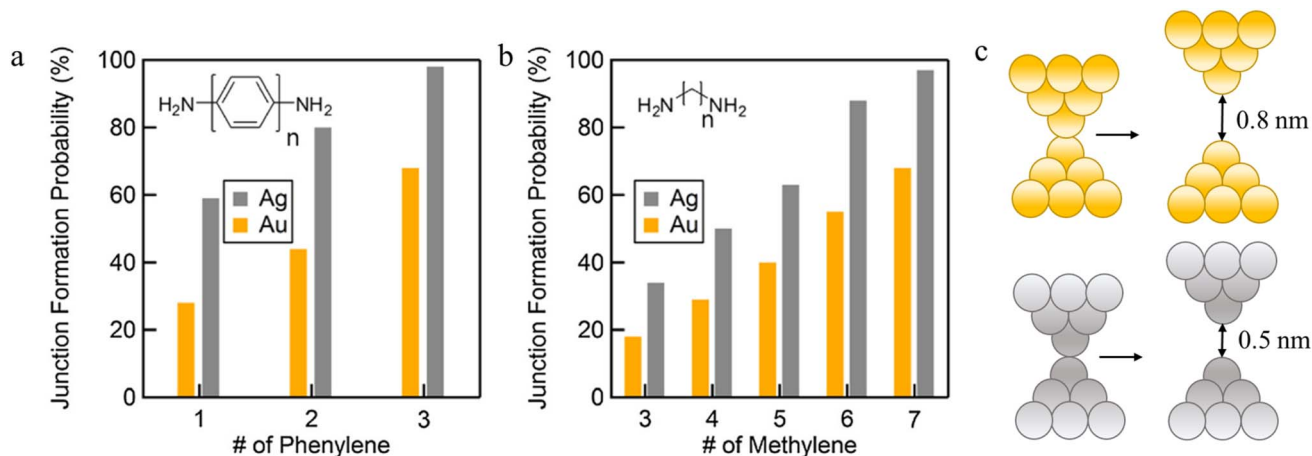 a
Junction Formation Probability (%)
100
80
60
40
20
0
H₂N
NH₂
n
Ag
Au
1
2
3
# of Phenylene
b
Junction Formation Probability (%)
100
80
60
40
20
0
H₂N
NH₂
n
Ag
Au
3
4
5
6
7
# of Methylene
c
0.8 nm
0.5 nm